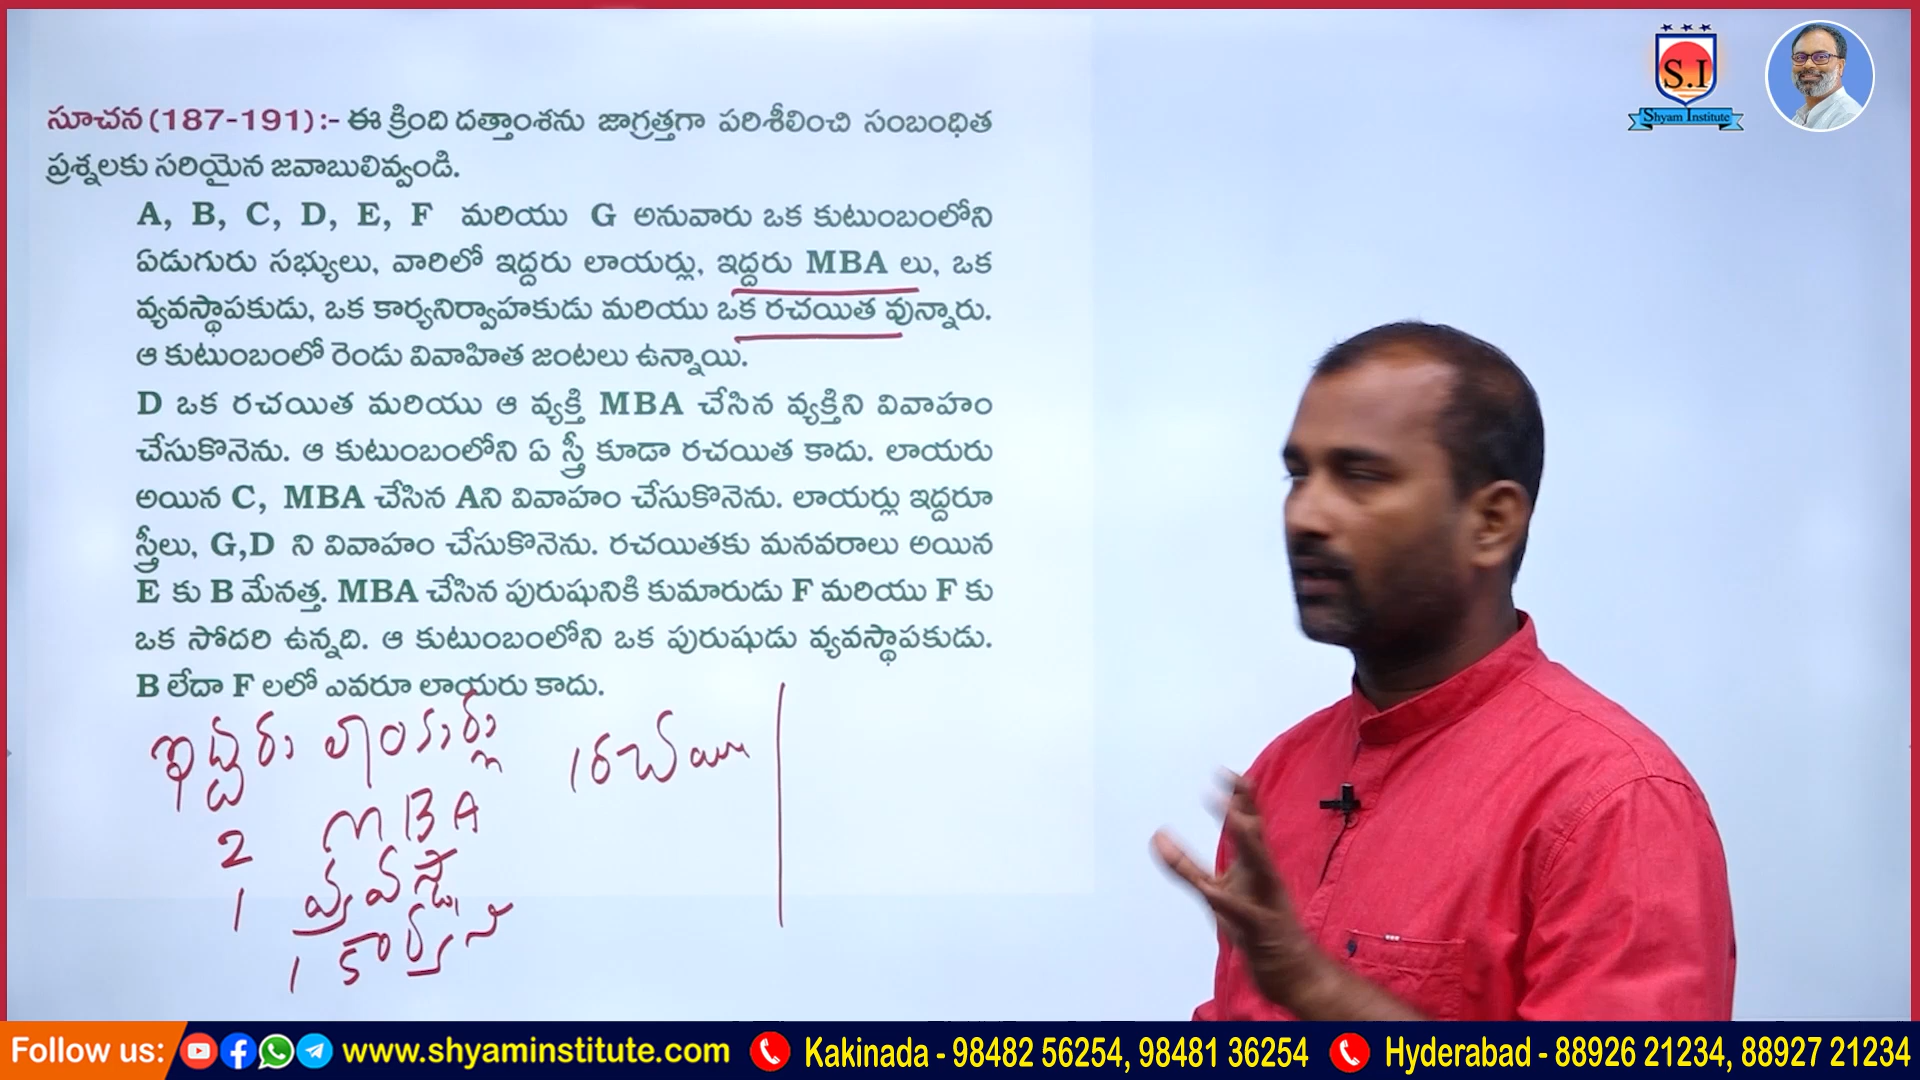 S.I
Shyam Institute
సూచన (187-191) :- ఈ క్రింది దత్తాంశను జాగ్రత్తగా పరిశీలించి సంబంధిత
ప్రశ్నలకు సరియైన జవాబులివ్వండి.
A, B, C, D, E, F మరియు G అనువారు ఒక కుటుంబంలోని
ఏడుగురు సభ్యులు, వారిలో ఇద్దరు లాయర్లు, ఇద్దరు MBA లు, ఒక
వ్యవస్థాపకుడు, ఒక కార్యనిర్వాహకుడు మరియు ఒక రచయిత వున్నారు.
ఆ కుటుంబంలో రెండు వివాహిత జంటలు ఉన్నాయి.
D ఒక రచయిత మరియు ఆ వ్యక్తి MBA చేసిన వ్యక్తిని వివాహం
చేసుకొనెను. ఆ కుటుంబంలోని ఏ స్త్రీ కూడా రచయిత కాదు. లాయరు
అయిన C, MBA చేసిన Aని వివాహం చేసుకొనెను. లాయర్లు ఇద్దరూ
స్త్రీలు, G,D ని వివాహం చేసుకొనెను. రచయితకు మనవరాలు అయిన
E కు B మేనత్త. MBA చేసిన పురుషునికి కుమారుడు F మరియు F కు
ఒక సోదరి ఉన్నది. ఆ కుటుంబంలోని ఒక పురుషుడు వ్యవస్థాపకుడు.
B లేదా F లలో ఎవరూ లాయరు కాదు.
ఇద్దరు లాయర్లు 1 రచయి
2 MBA
1 వ్యవస్థా
1 కార్యని
Follow us: www.shyaminstitute.com Kakinada - 98482 56254, 98481 36254 Hyderabad - 88926 21234, 88927 21234